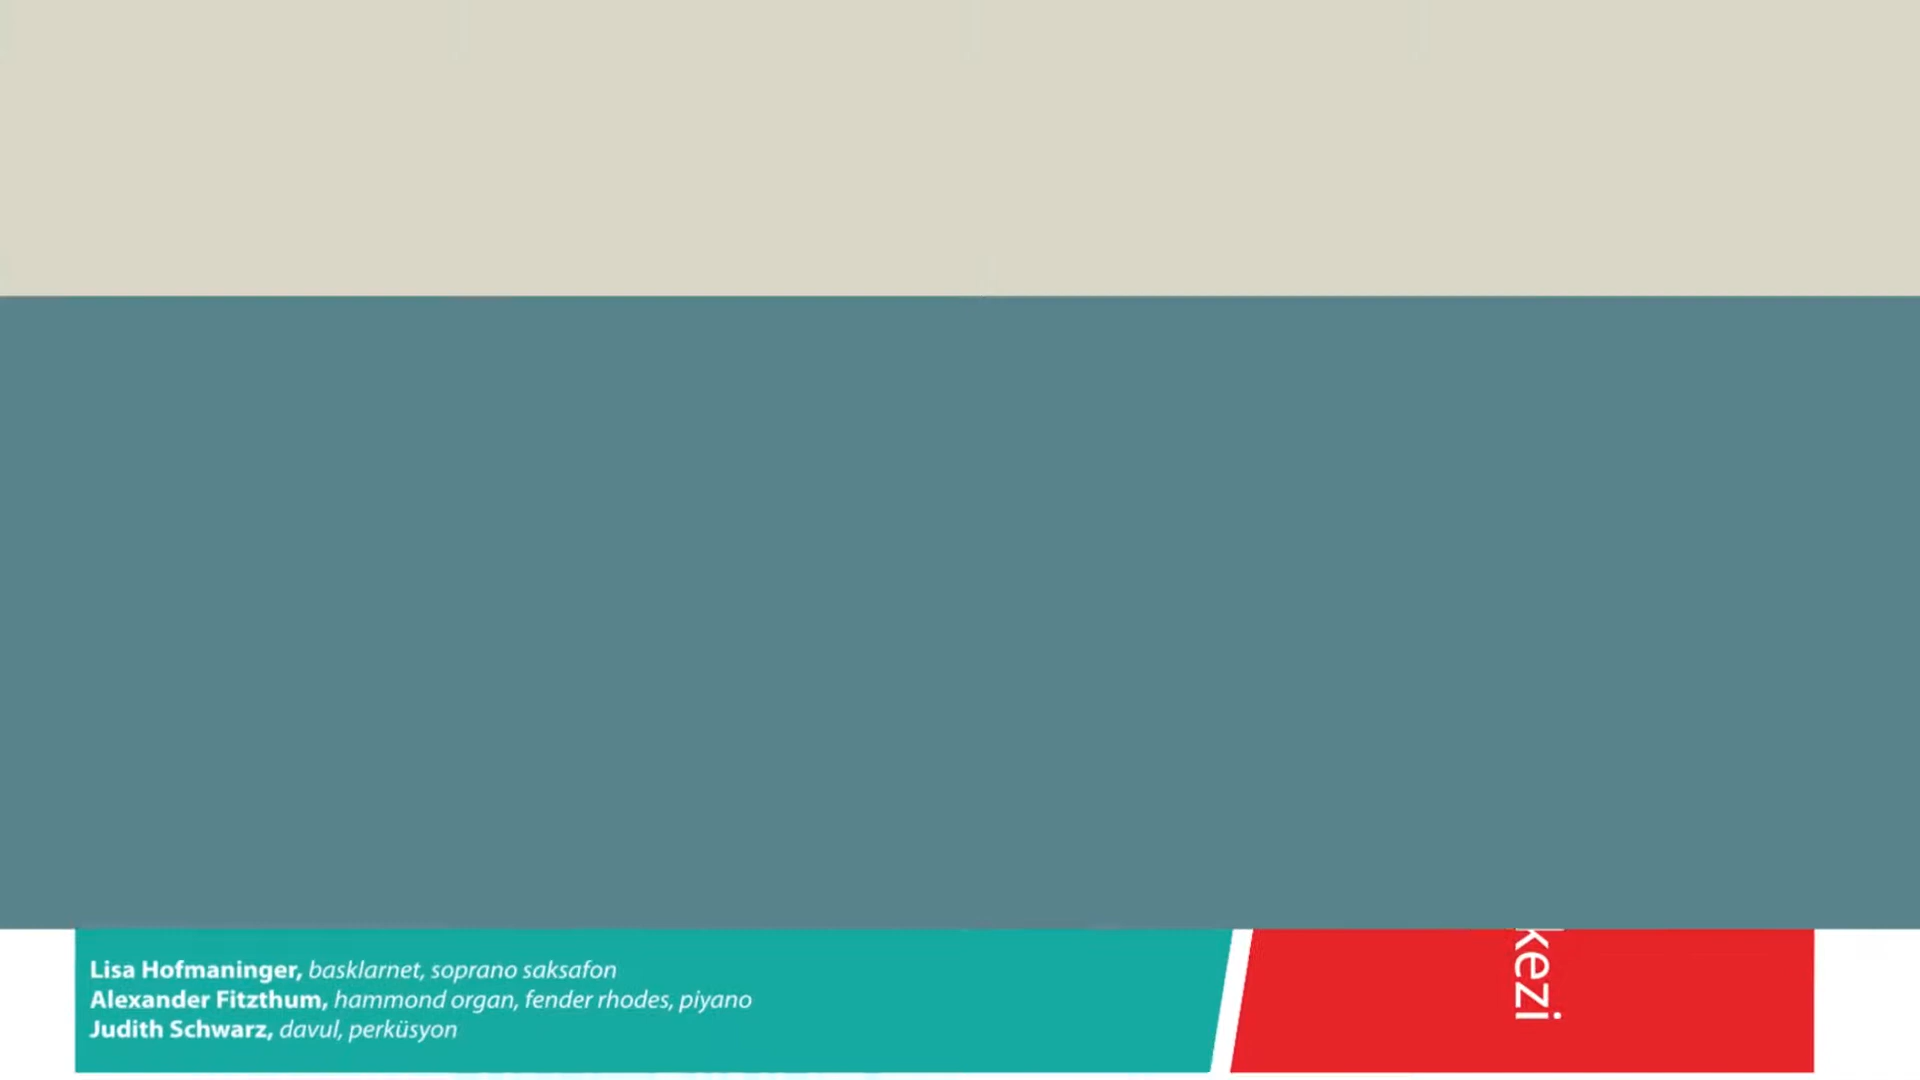 Lisa Hofmaninger, basklarnet, soprano saksafon
Alexander Fitzthum, hammond organ, fender rhodes, piyano
Judith Schwarz, davul, perküsyon
kezi